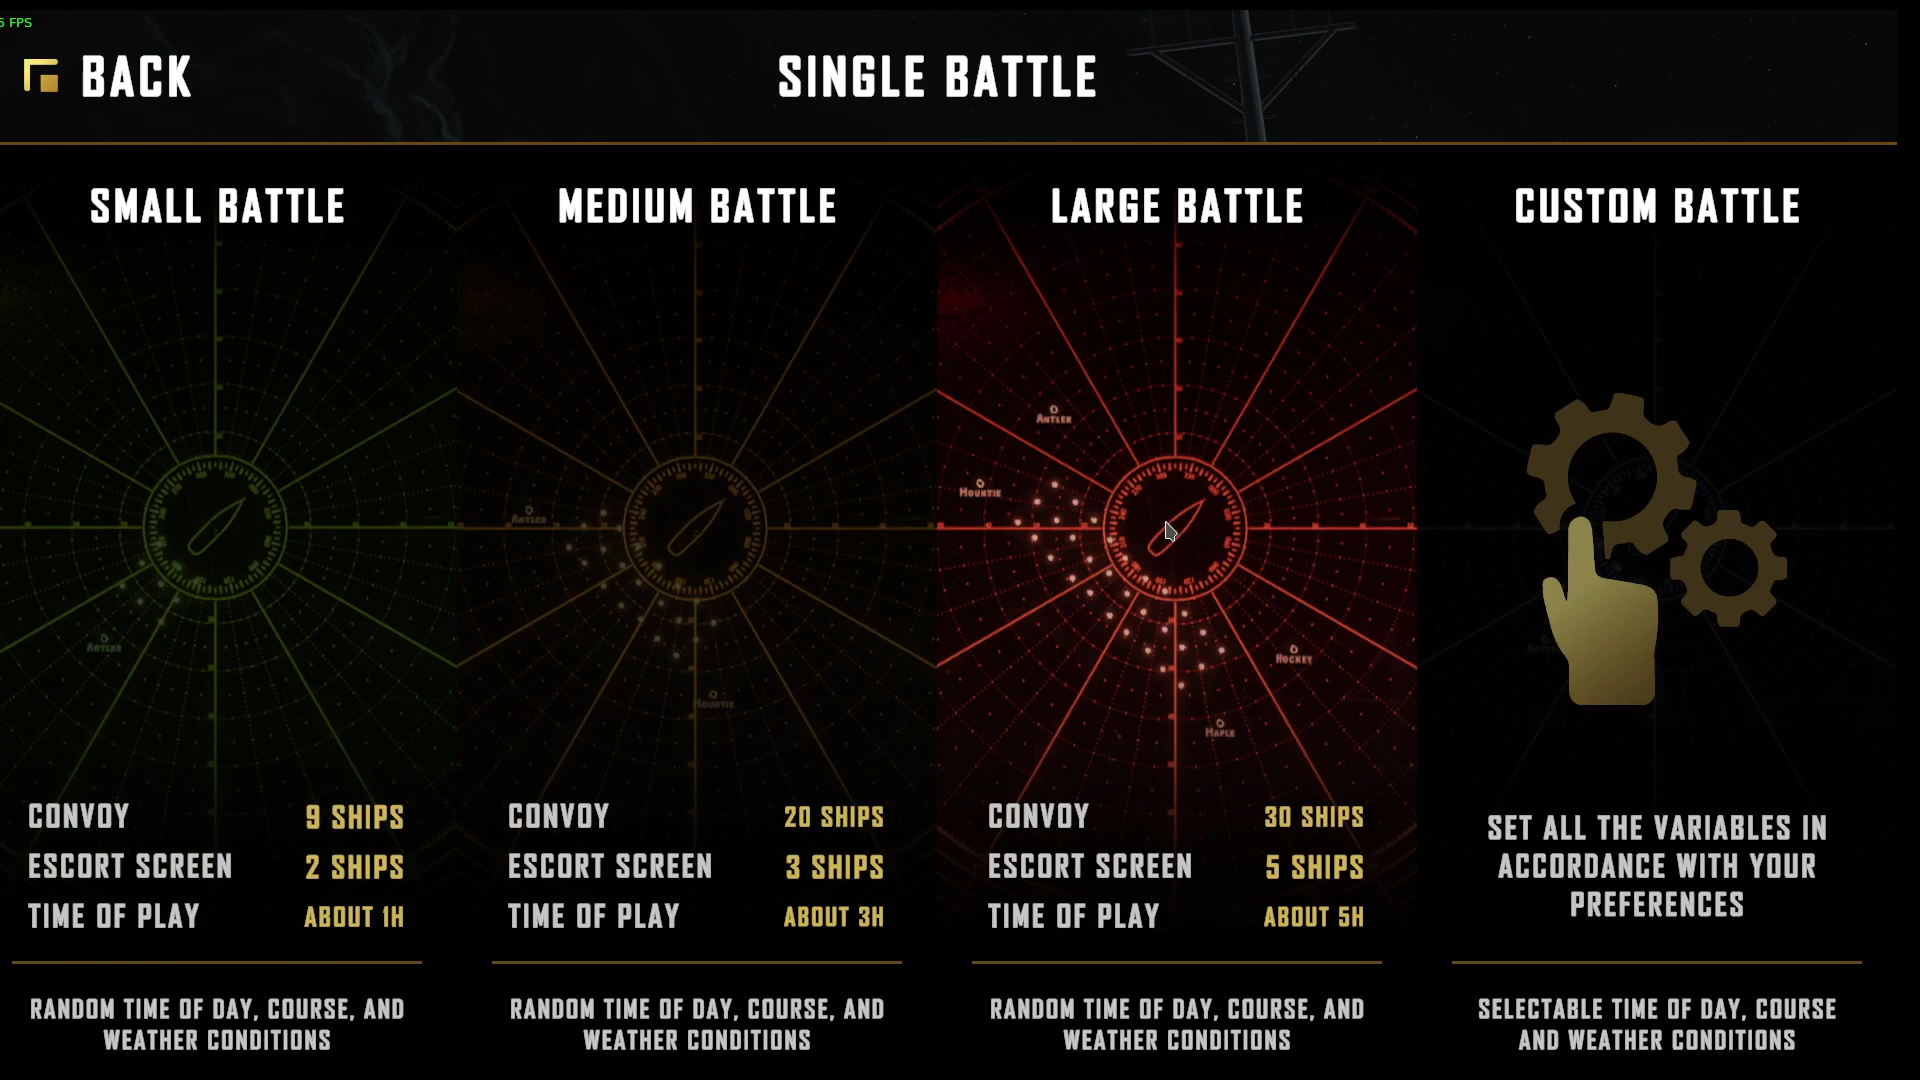 5 FPS
BACK
SINGLE BATTLE
SMALL BATTLE
MEDIUM BATTLE
LARGE BATTLE
CUSTOM BATTLE
ANTLER
MOUNTIE
ANTLER
HOCKEY
ANTLER
MOUNTIE
MAPLE
CONVOY 9 SHIPS
ESCORT SCREEN 2 SHIPS
TIME OF PLAY ABOUT 1H
RANDOM TIME OF DAY, COURSE, AND
WEATHER CONDITIONS
CONVOY 20 SHIPS
ESCORT SCREEN 3 SHIPS
TIME OF PLAY ABOUT 3H
RANDOM TIME OF DAY, COURSE, AND
WEATHER CONDITIONS
CONVOY 30 SHIPS
ESCORT SCREEN 5 SHIPS
TIME OF PLAY ABOUT 5H
RANDOM TIME OF DAY, COURSE, AND
WEATHER CONDITIONS
SET ALL THE VARIABLES IN
ACCORDANCE WITH YOUR
PREFERENCES
SELECTABLE TIME OF DAY, COURSE
AND WEATHER CONDITIONS